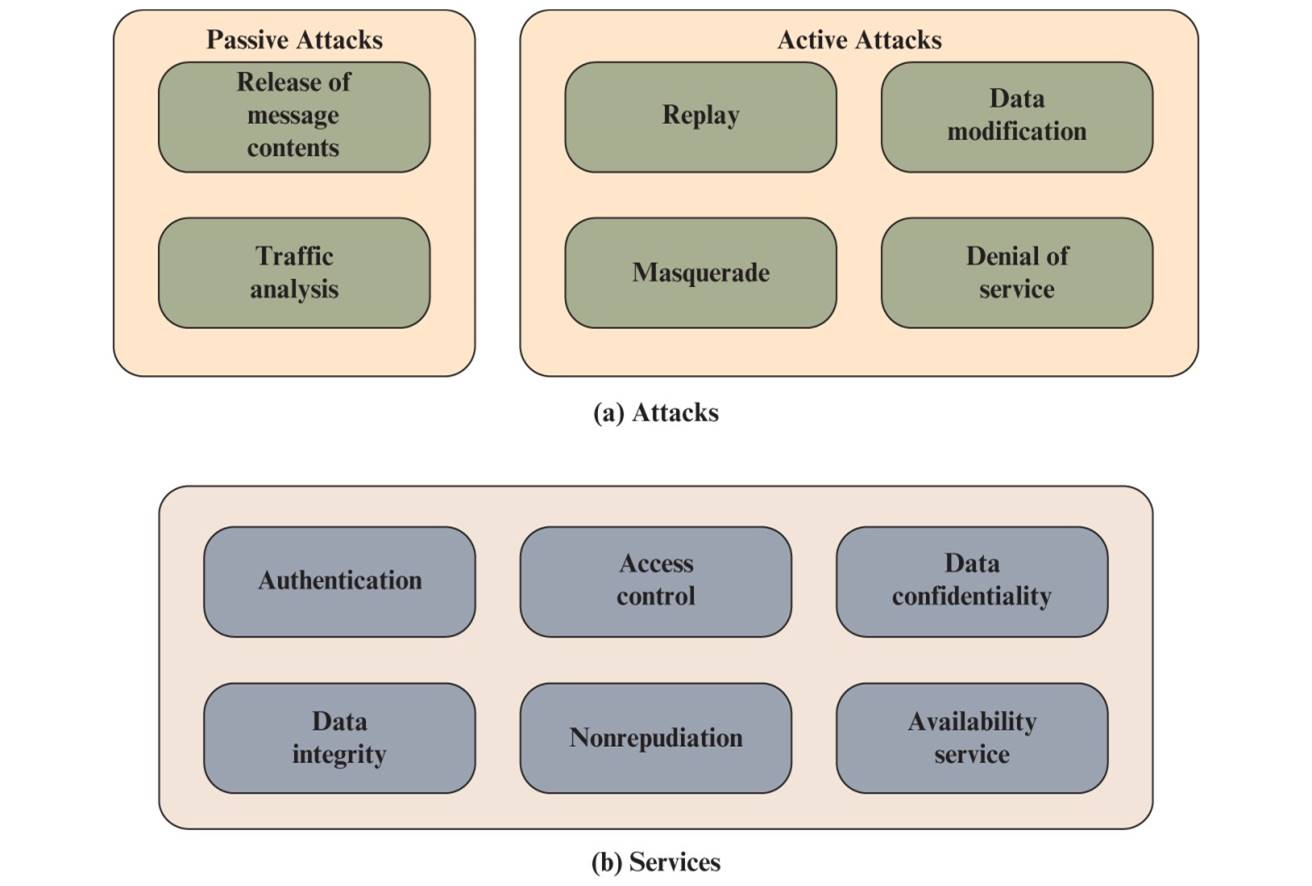 Passive Attacks
Release of
message
contents
Traffic
analysis
Active Attacks
Replay
Data
modification
Masquerade
Denial of
service
(a) Attacks
Authentication
Access
control
Data
confidentiality
Data
integrity
Nonrepudiation
Availability
service
(b) Services